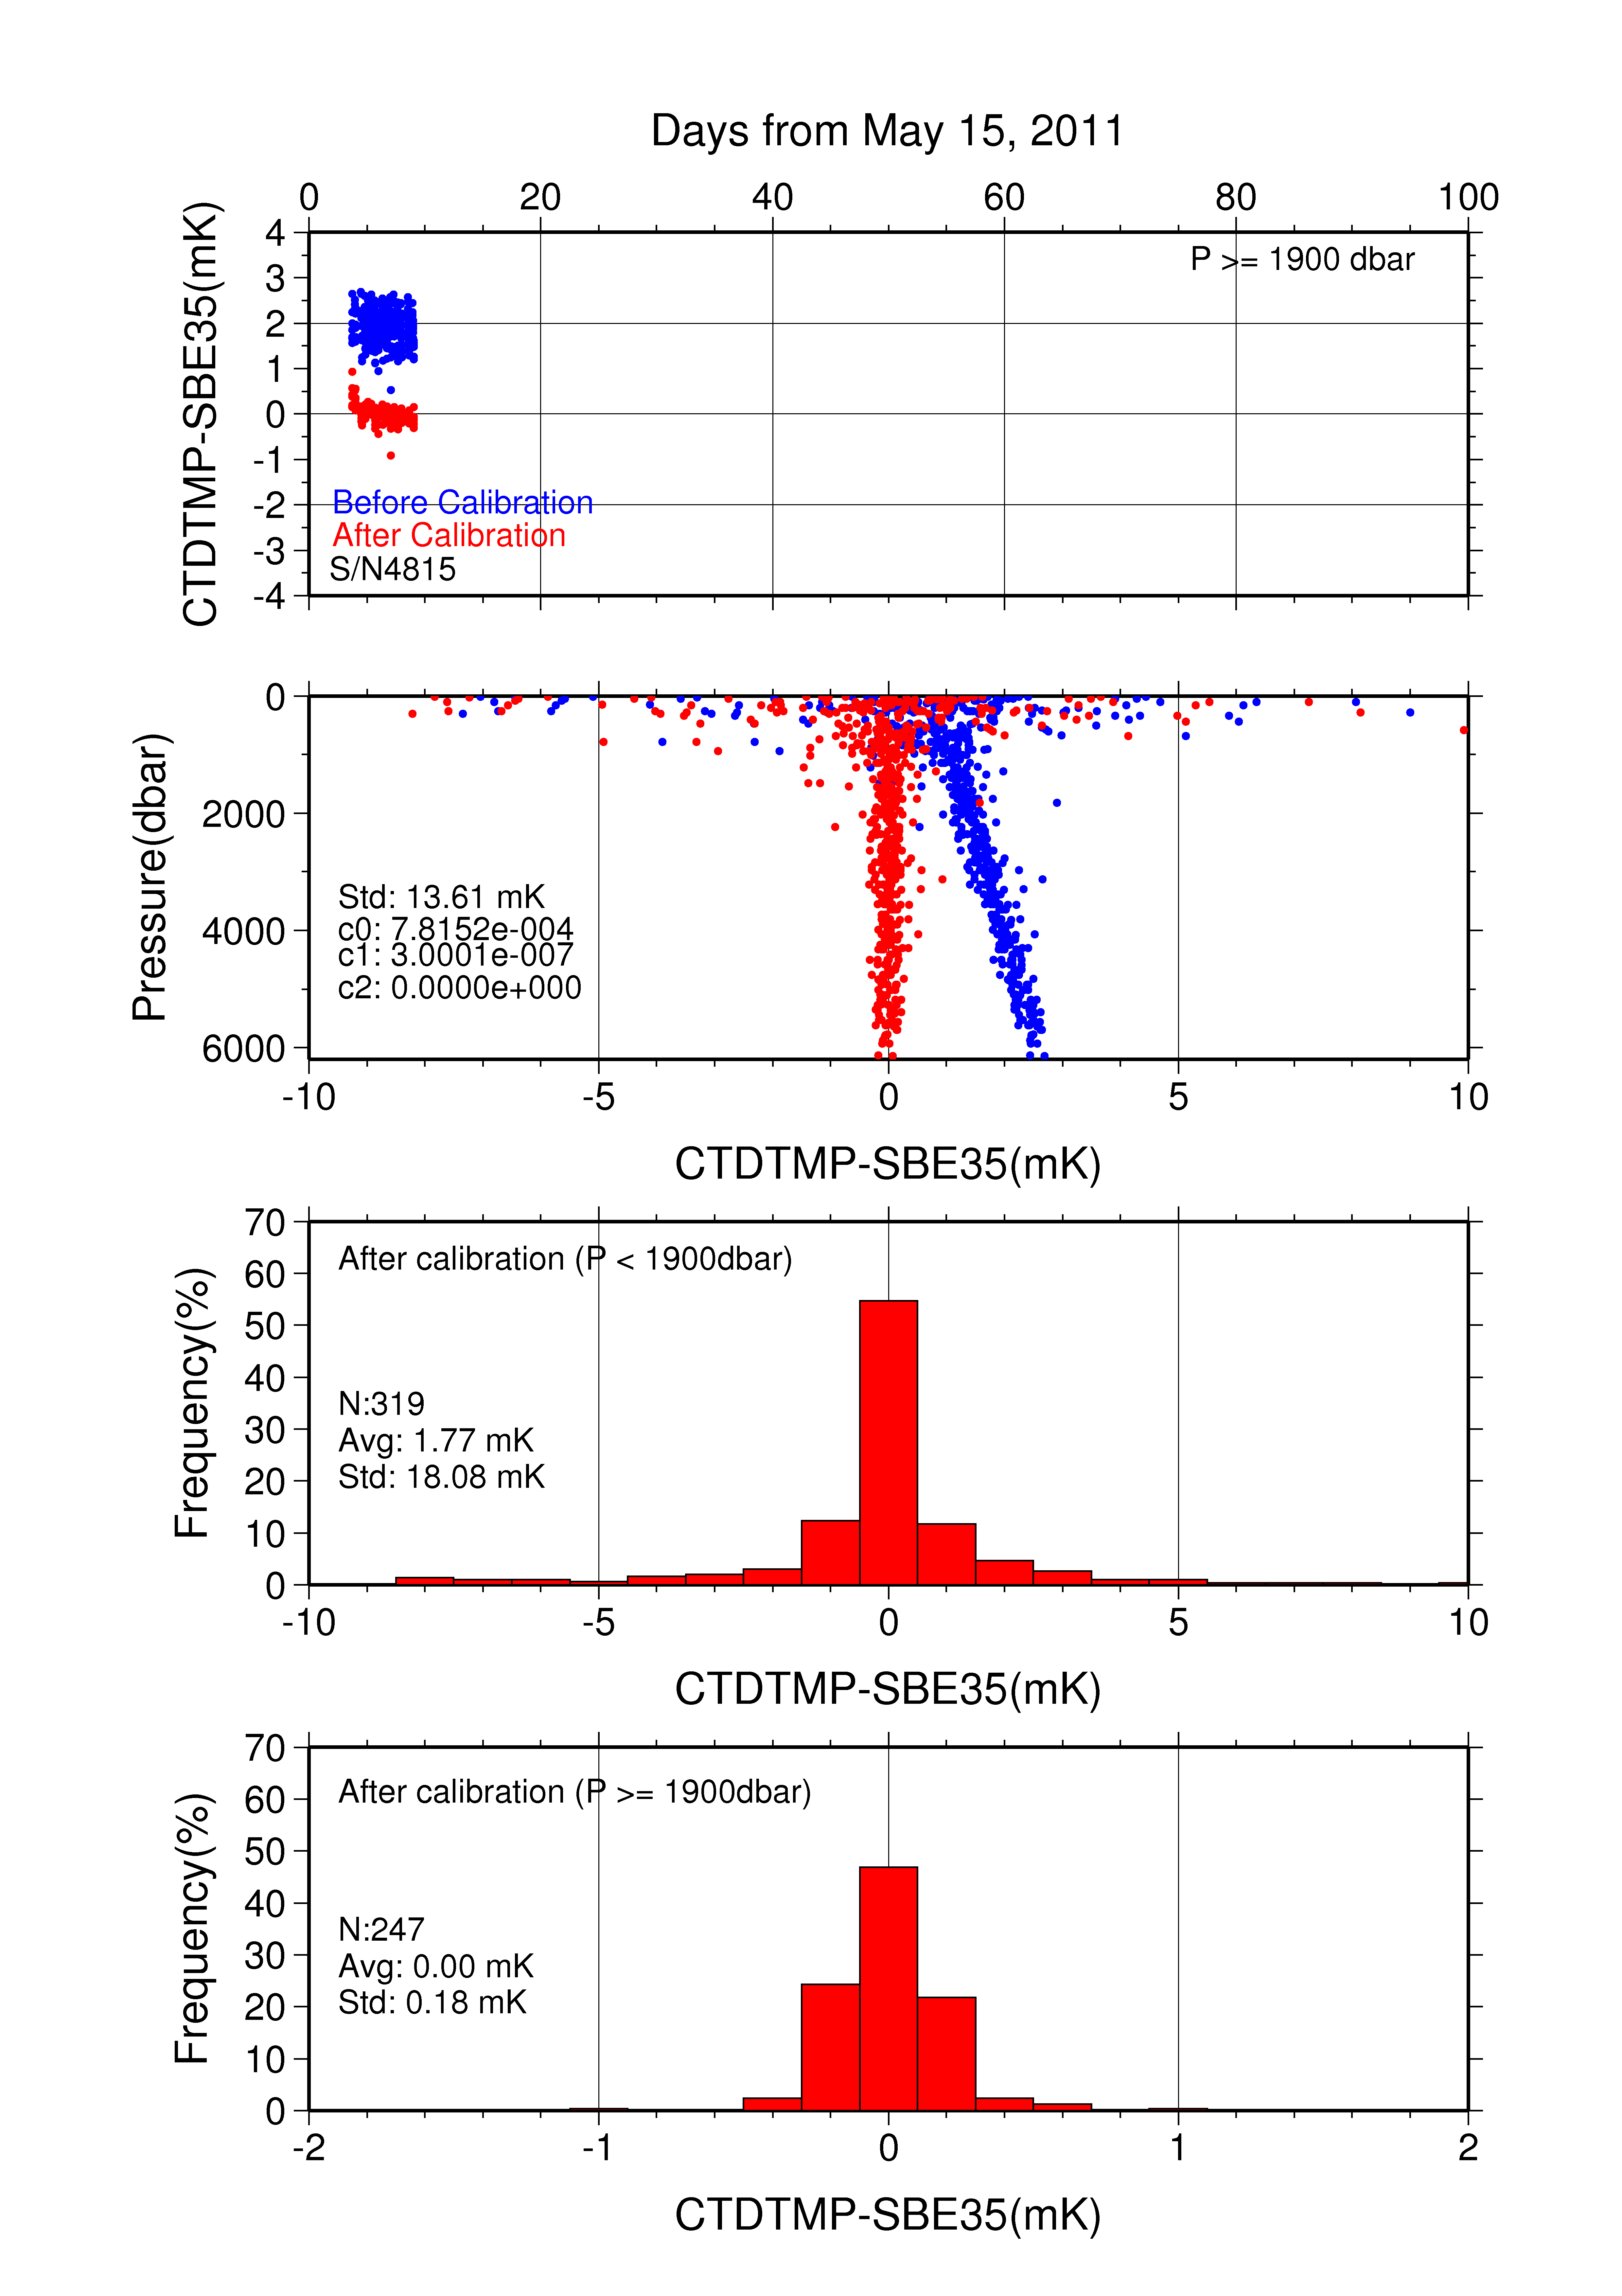 Days from May 15, 2011
0 20 40 60 80 100
CTDTMP-SBE35(mK)
4
3
2
1
0
-1
-2
-3
-4
P >= 1900 dbar
Before Calibration
After Calibration
S/N4815
Pressure(dbar)
0
2000
4000
6000
Std: 13.61 mK
c0: 7.8152e-004
c1: 3.0001e-007
c2: 0.0000e+000
-10 -5 0 5 10
CTDTMP-SBE35(mK)
Frequency(%)
70
60
50
40
30
20
10
0
After calibration (P < 1900dbar)
N:319
Avg: 1.77 mK
Std: 18.08 mK
-10 -5 0 5 10
CTDTMP-SBE35(mK)
Frequency(%)
70
60
50
40
30
20
10
0
After calibration (P >= 1900dbar)
N:247
Avg: 0.00 mK
Std: 0.18 mK
-2 -1 0 1 2
CTDTMP-SBE35(mK)